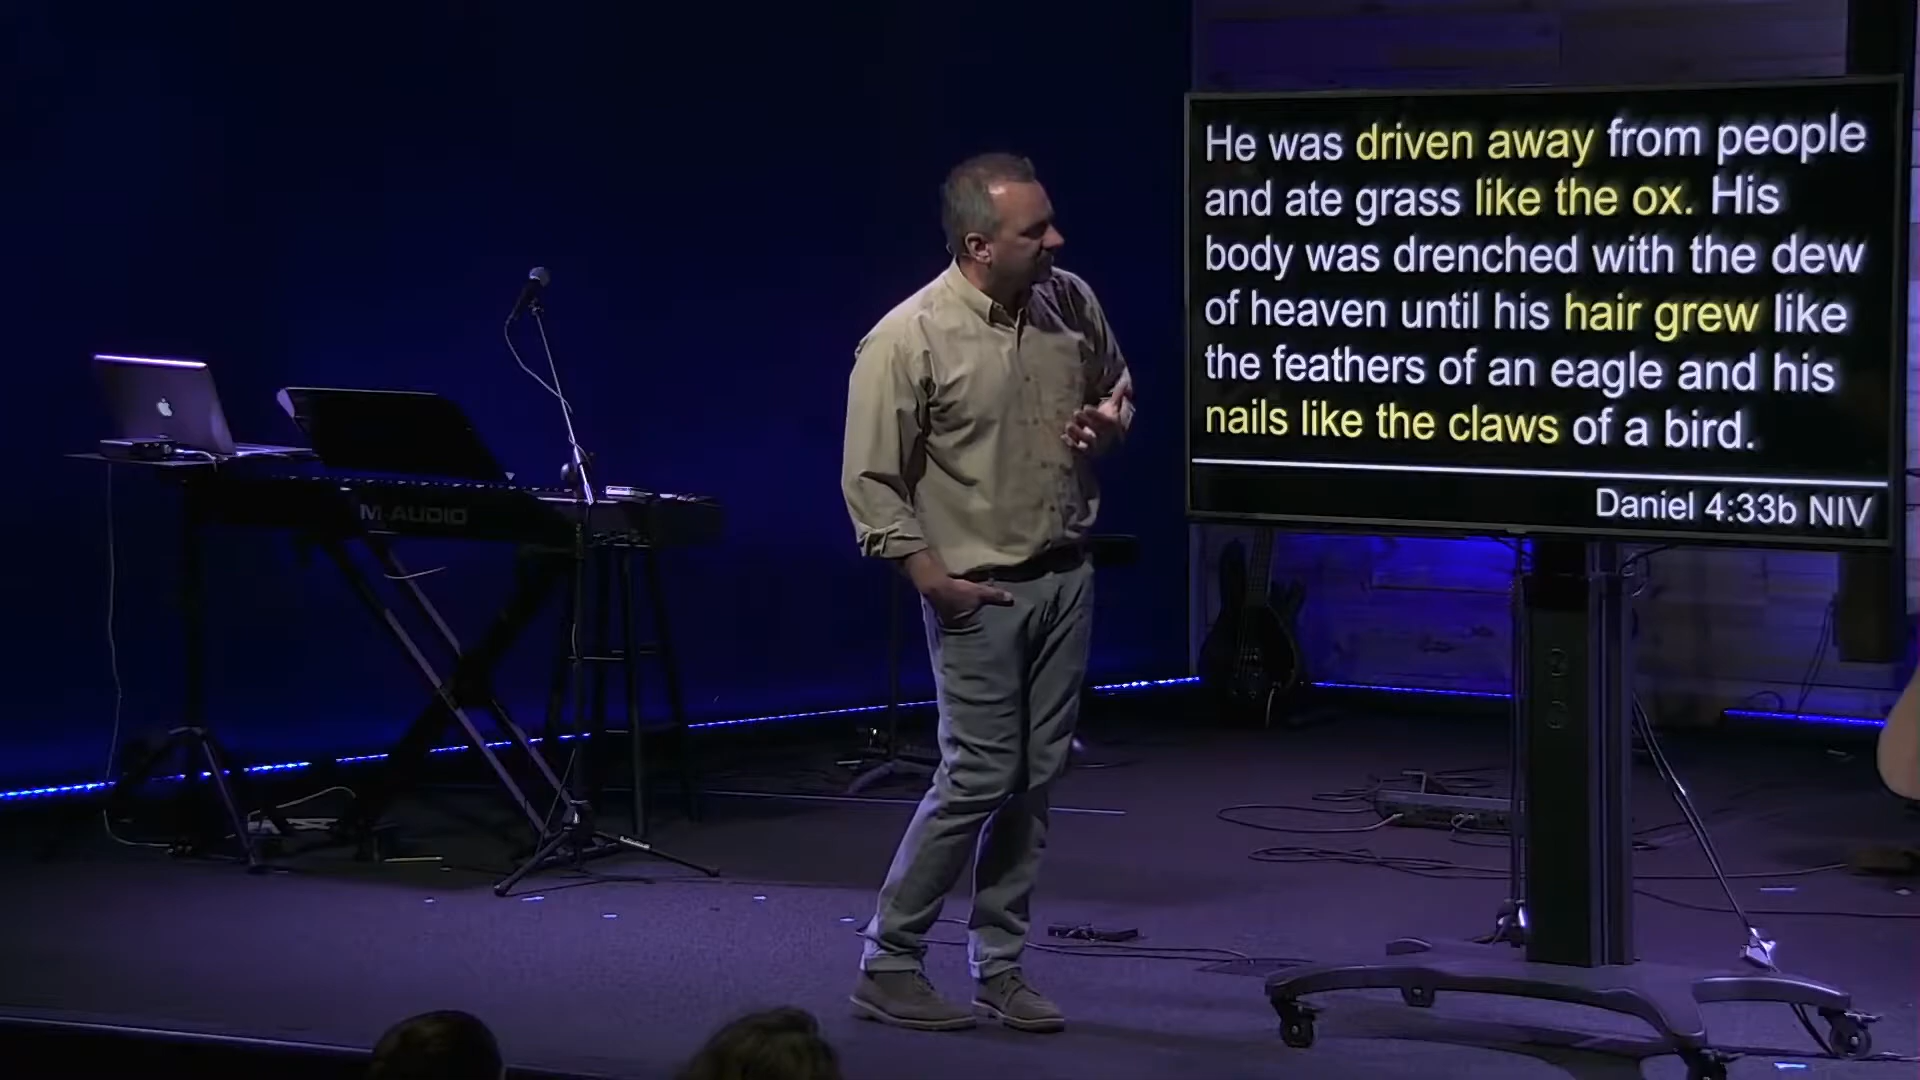 He was driven away from people
and ate grass like the ox. His
body was drenched with the dew
of heaven until his hair grew like
the feathers of an eagle and his
nails like the claws of a bird.
Daniel 4:33b NIV
M-AUDIO